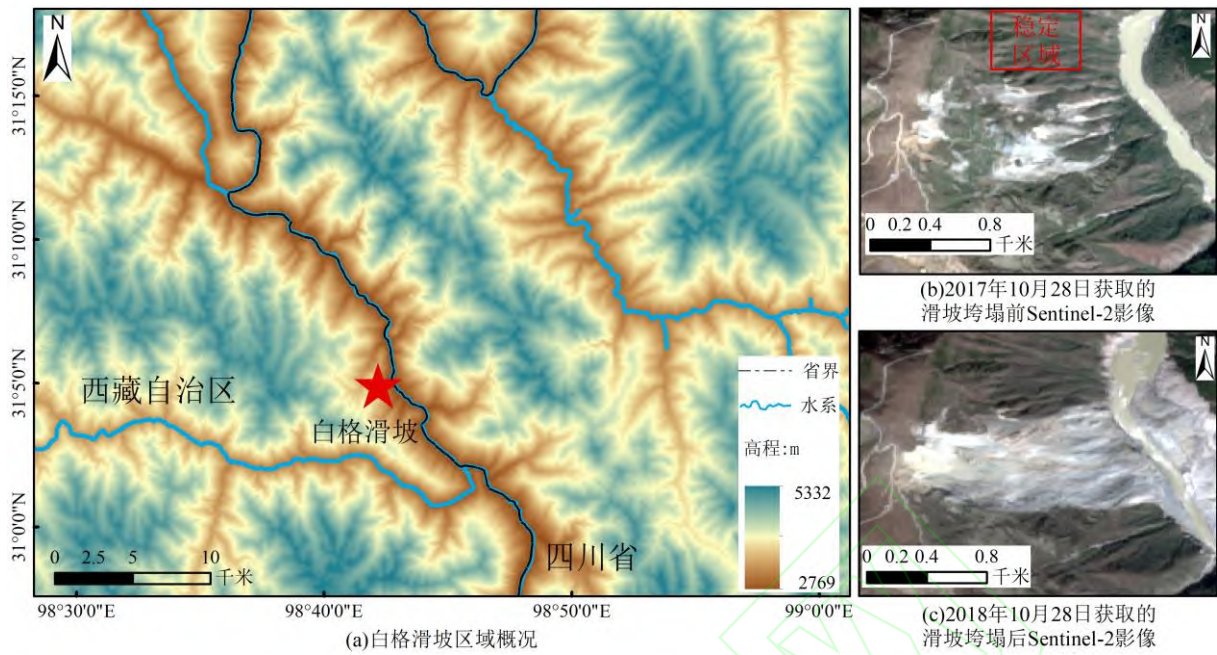 N
31°15'0"N
31°10'0"N
31°5'0"N
31°0'0"N
西藏自治区
白格滑坡
四川省
省界
水系
高程:m
5332
2769
0 2.5 5 10
千米
98°30'0"E 98°40'0"E 98°50'0"E 99°0'0"E
(a)白格滑坡区域概况
稳定
区域
N
0 0.2 0.4 0.8
千米
(b)2017年10月28日获取的
滑坡垮塌前Sentinel-2影像
N
0 0.2 0.4 0.8
千米
(c)2018年10月28日获取的
滑坡垮塌后Sentinel-2影像